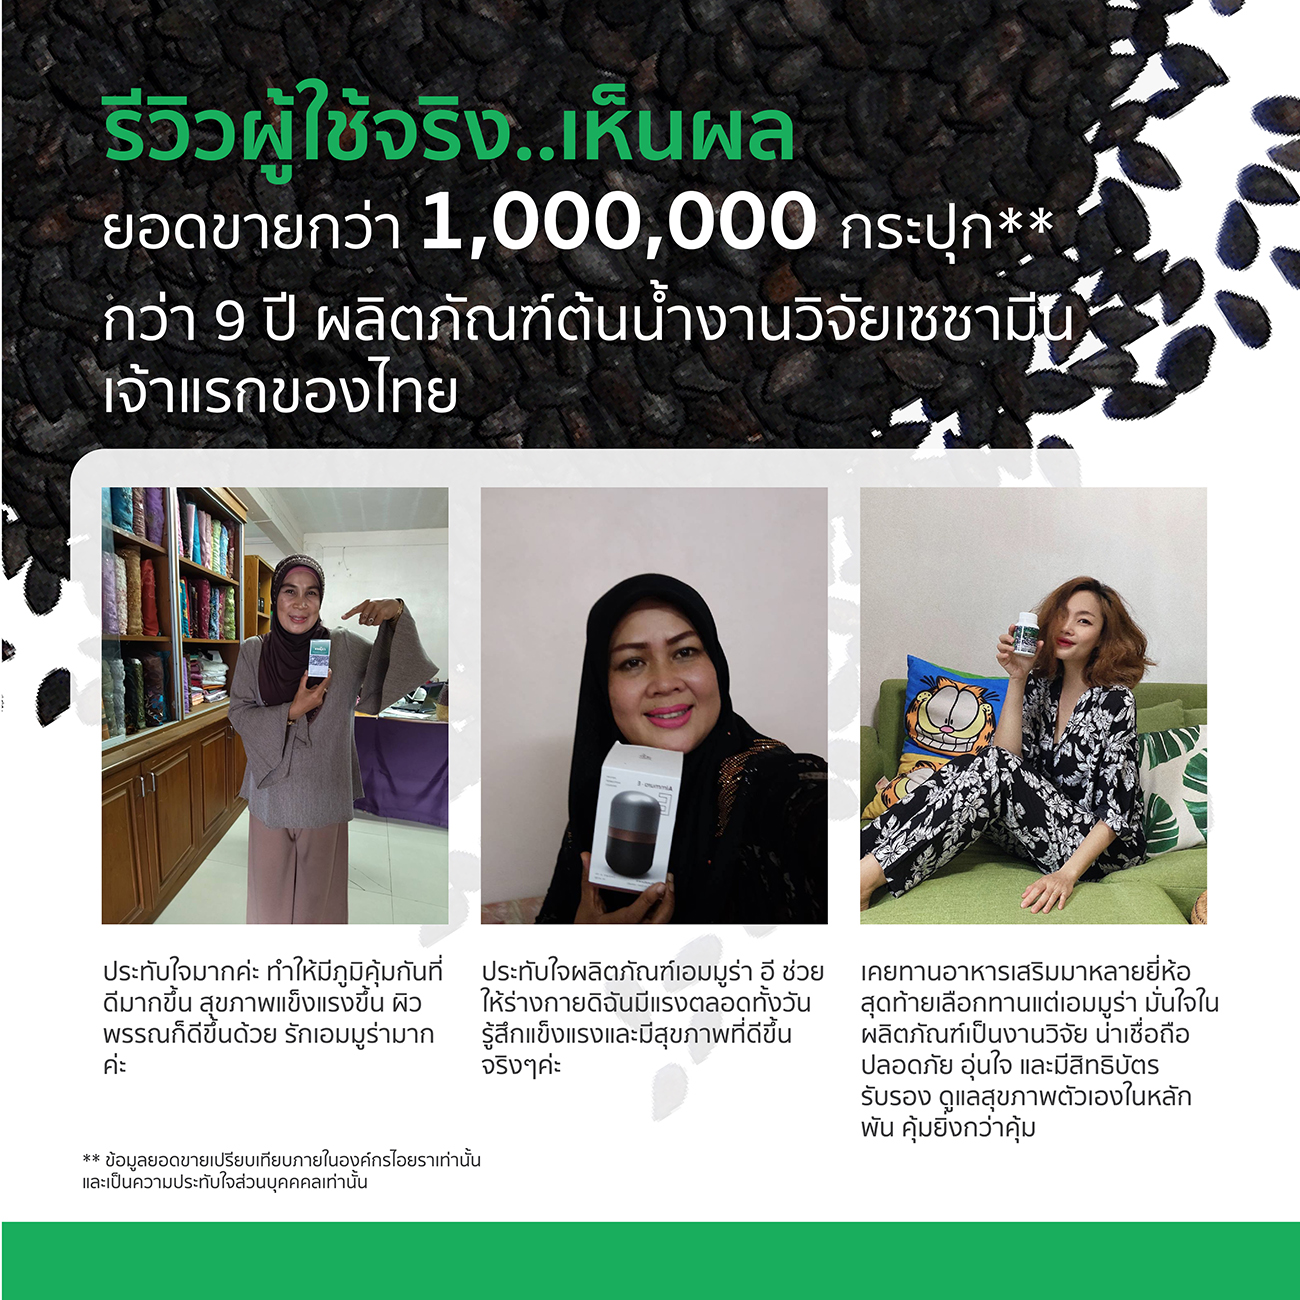 รีวิวผู้ใช้จริง..เห็นผล
ยอดขายกว่า 1,000,000 กระปุก**
กว่า 9 ปี ผลิตภัณฑ์ต้นน้ำงานวิจัยเซซามีน
เจ้าแรกของไทย
ประทับใจมากค่ะ ทำให้มีภูมิคุ้มกันที่
ดีมากขึ้น สุขภาพแข็งแรงขึ้น ผิว
พรรณก็ดีขึ้นด้วย รักเอมมูร่ามาก
ค่ะ
ประทับใจผลิตภัณฑ์เอมมูร่า อี ช่วย
ให้ร่างกายดิฉันมีแรงตลอดทั้งวัน
รู้สึกแข็งแรงและมีสุขภาพที่ดีขึ้น
จริงๆค่ะ
เคยทานอาหารเสริมมาหลายยี่ห้อ
สุดท้ายเลือกทานแต่เอมมูร่า มั่นใจใน
ผลิตภัณฑ์เป็นงานวิจัย น่าเชื่อถือ
ปลอดภัย อุ่นใจ และมีสิทธิบัตร
รับรอง ดูแลสุขภาพตัวเองในหลัก
พัน คุ้มยิ่งกว่าคุ้ม
** ข้อมูลยอดขายเปรียบเทียบภายในองค์กรไอยราเท่านั้น
และเป็นความประทับใจส่วนบุคคคลเท่านั้น